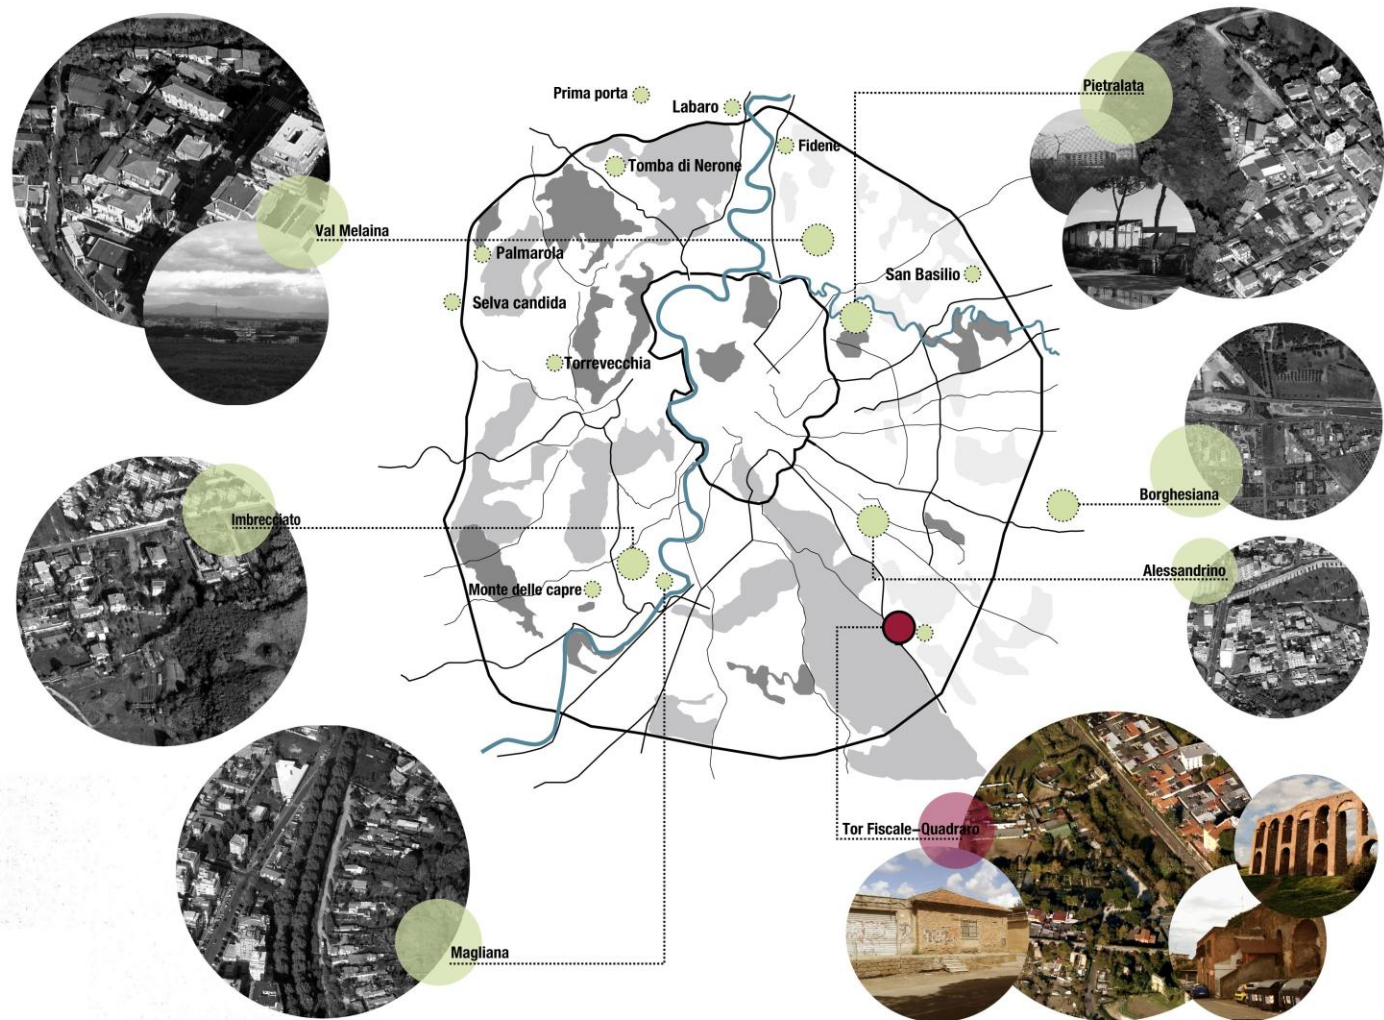 Prima porta
Labaro
Pietralata
Fidene
Tomba di Nerone
Val Melaina
Palmarola
San Basilio
Selva candida
Torrevecchia
Borghesiana
Imbrecciato
Alessandrino
Monte delle capre
Tor Fiscale–Quadraro
Magliana